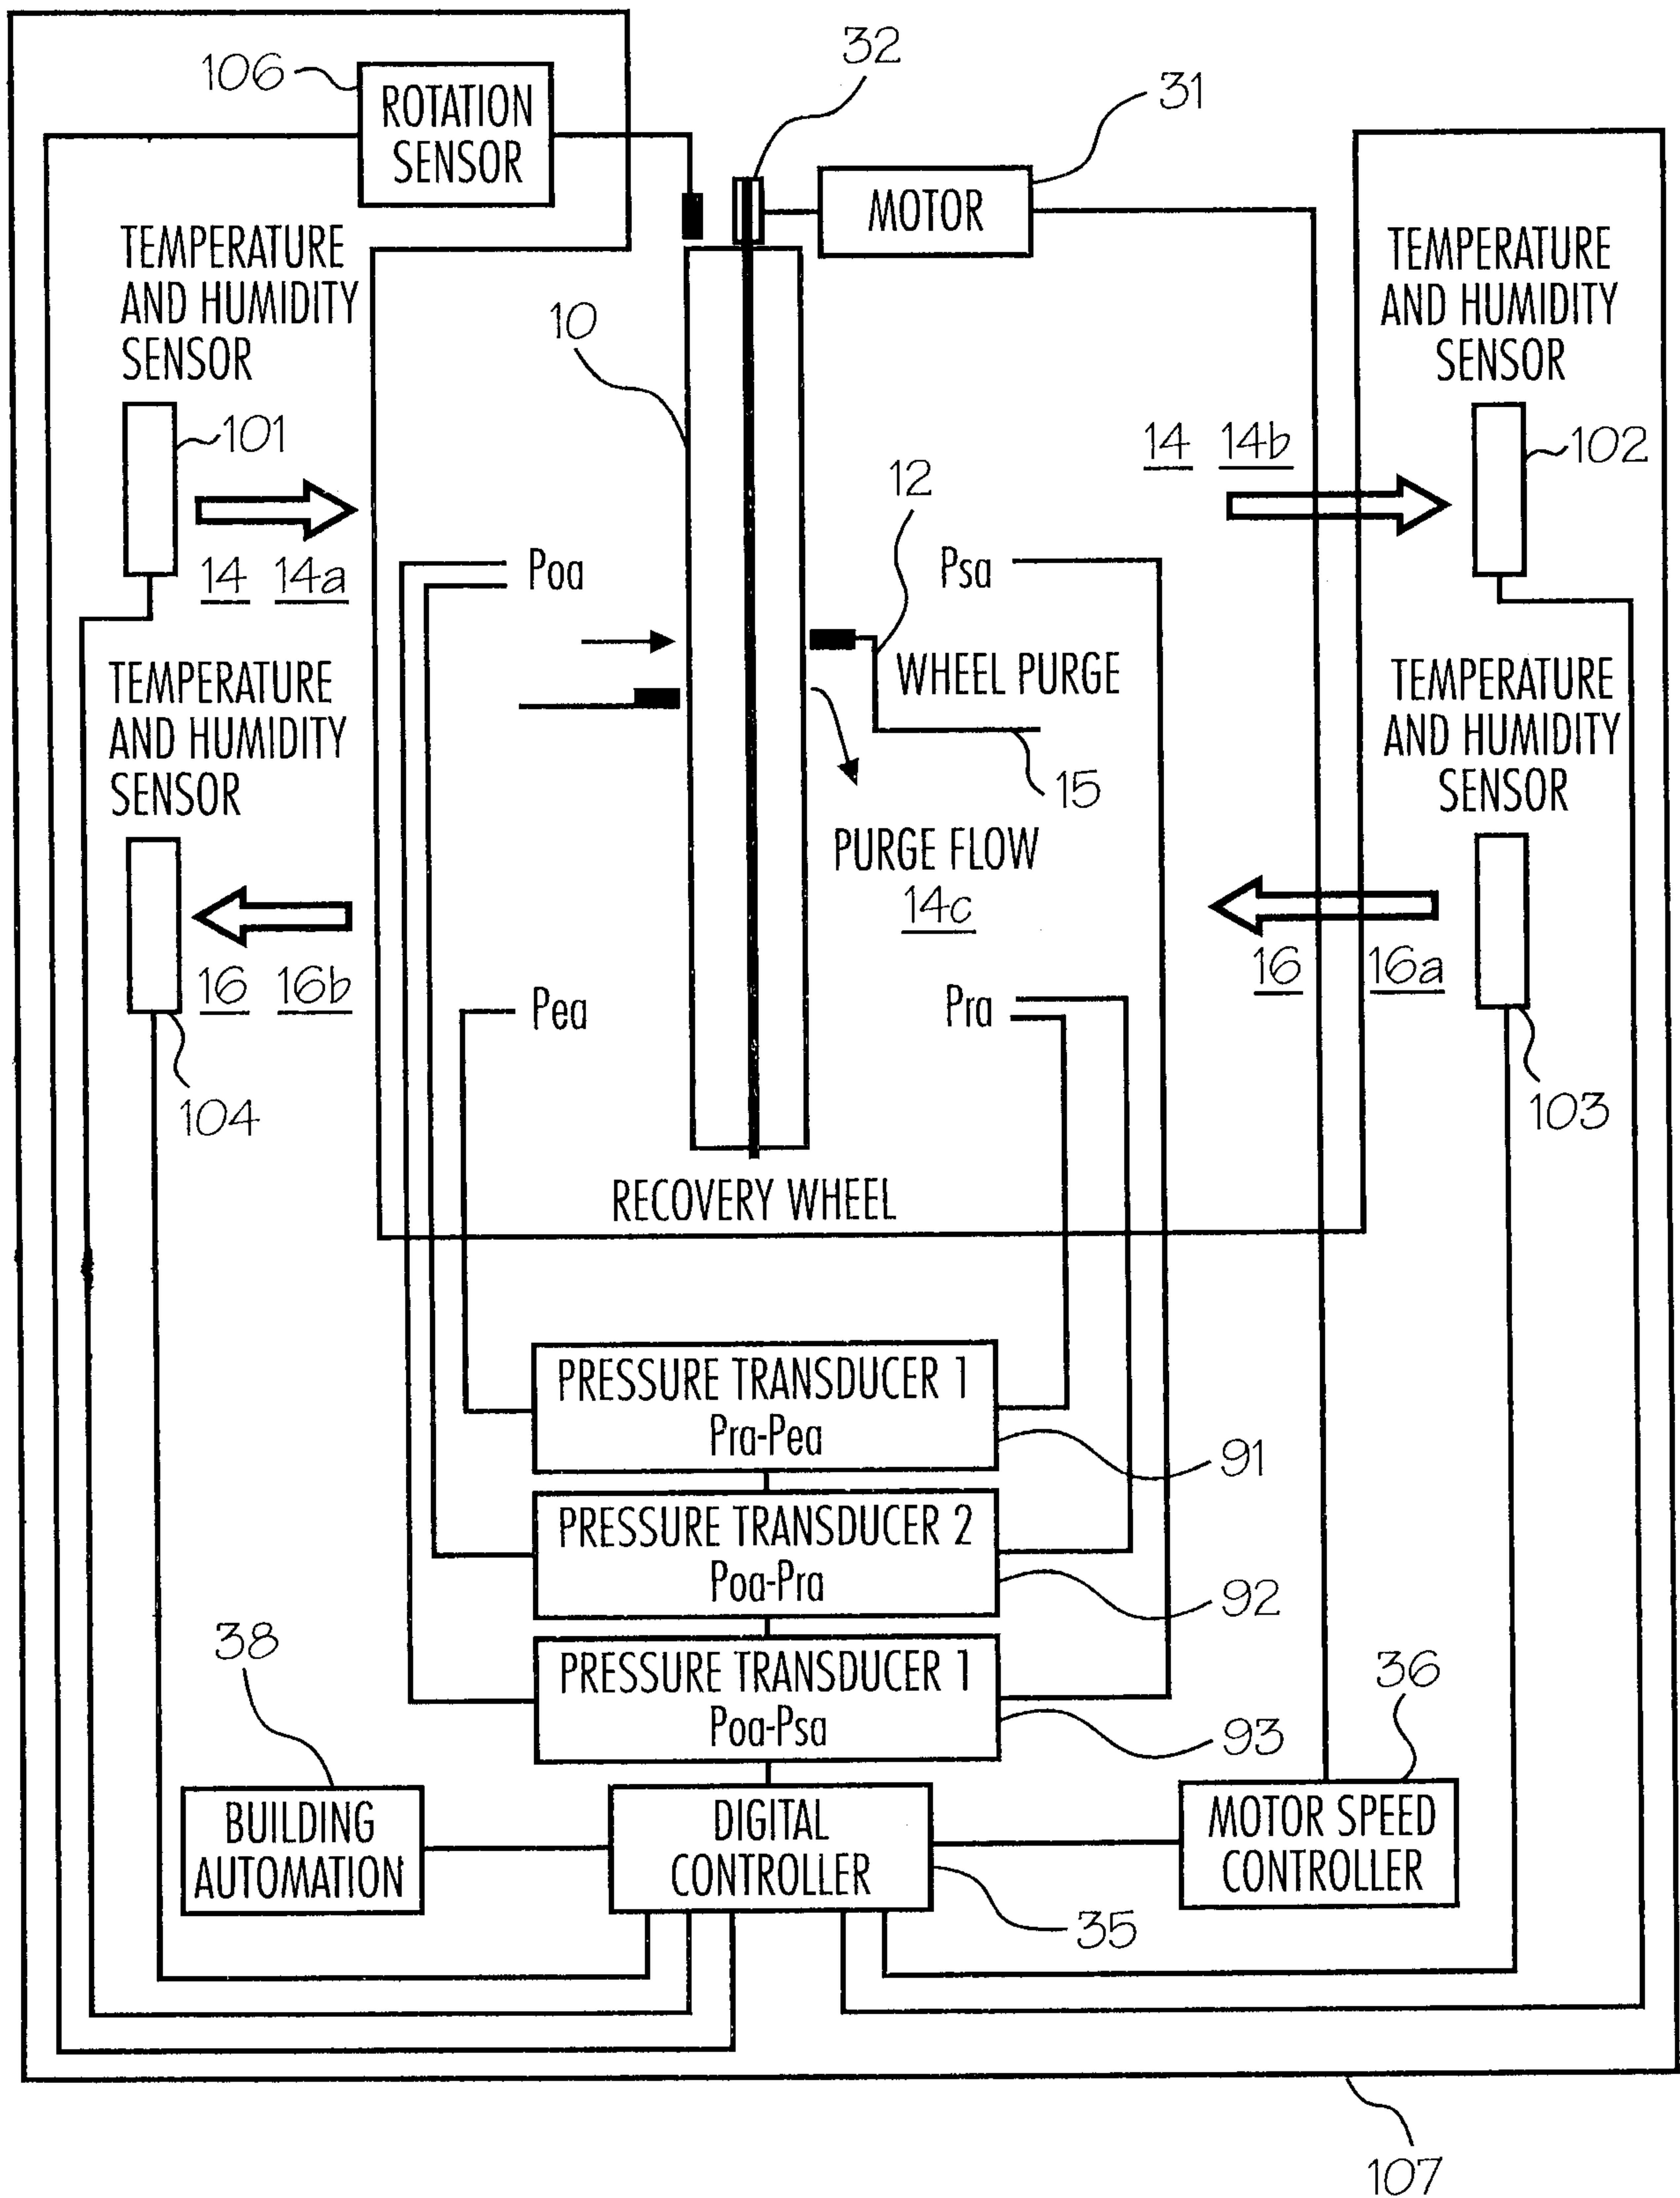 32
106
ROTATION
SENSOR
31
MOTOR
TEMPERATURE
AND HUMIDITY
SENSOR
TEMPERATURE
AND HUMIDITY
SENSOR
10
101
14 14b
102
12
14 14a
Poa
Psa
TEMPERATURE
AND HUMIDITY
SENSOR
WHEEL PURGE
TEMPERATURE
AND HUMIDITY
SENSOR
15
PURGE FLOW
14c
16 16b
16 16a
Pea
Pra
104
103
RECOVERY WHEEL
PRESSURE TRANSDUCER 1
Pra-Pea
91
PRESSURE TRANSDUCER 2
Poa-Pra
92
38
PRESSURE TRANSDUCER 1
Poa-Psa
93
36
BUILDING
AUTOMATION
DIGITAL
CONTROLLER
MOTOR SPEED
CONTROLLER
35
107